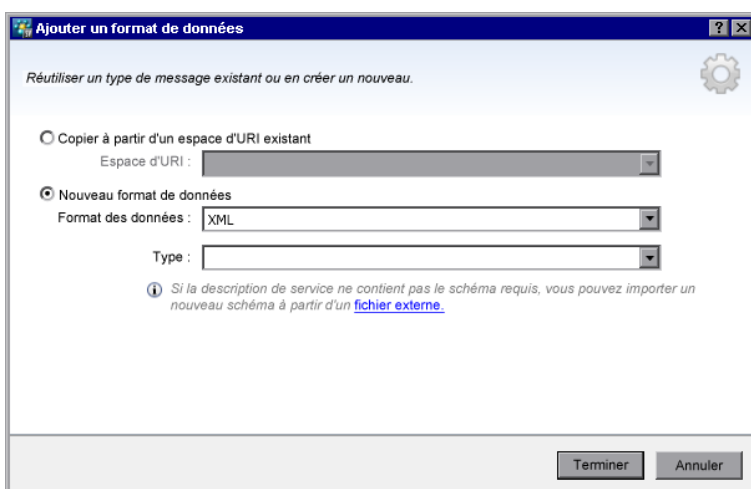 Ajouter un format de données
Réutiliser un type de message existant ou en créer un nouveau.
Copier à partir d'un espace d'URI existant
Espace d'URI :
Nouveau format de données
Format des données : XML
Type :
Si la description de service ne contient pas le schéma requis, vous pouvez importer un
nouveau schéma à partir d'un fichier externe.
Terminer Annuler